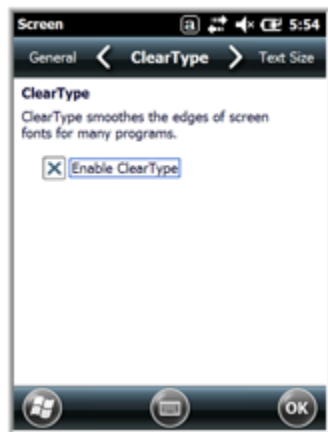 Screen a 5:54
General ClearType Text Size
ClearType
ClearType smoothes the edges of screen
fonts for many programs.
Enable ClearType
OK